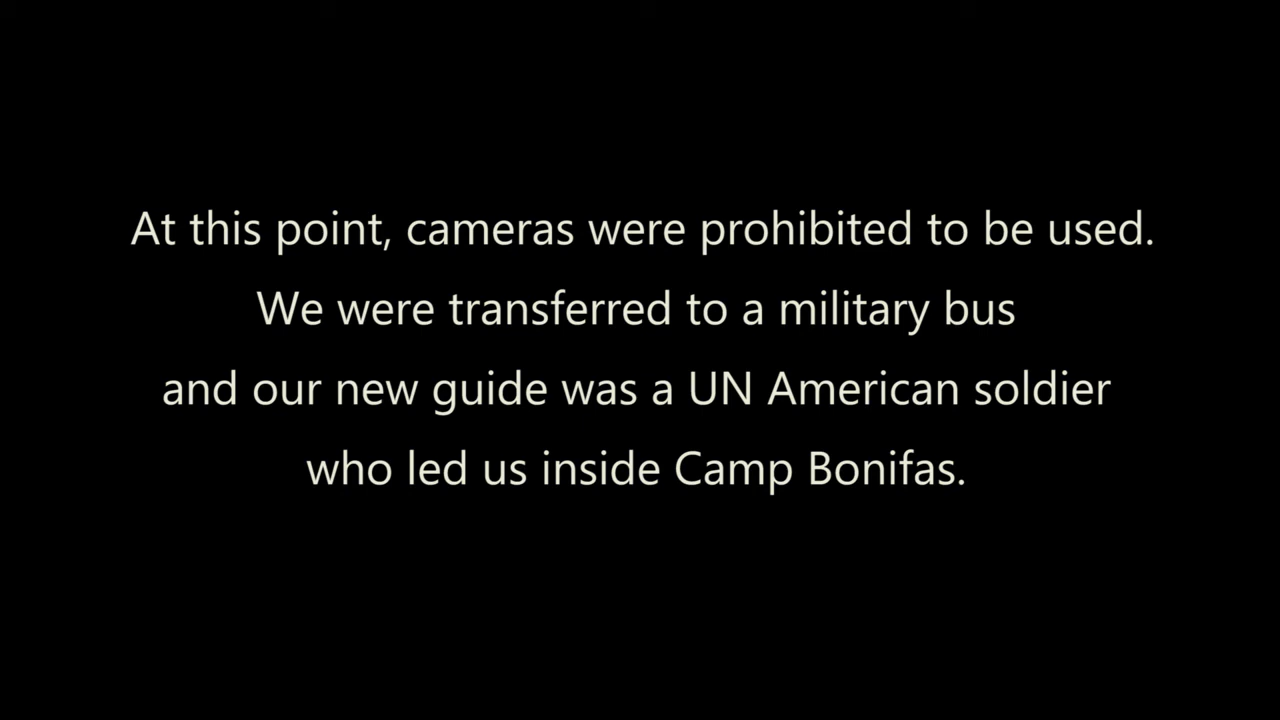 At this point, cameras were prohibited to be used.
We were transferred to a military bus
and our new guide was a UN American soldier
who led us inside Camp Bonifas.